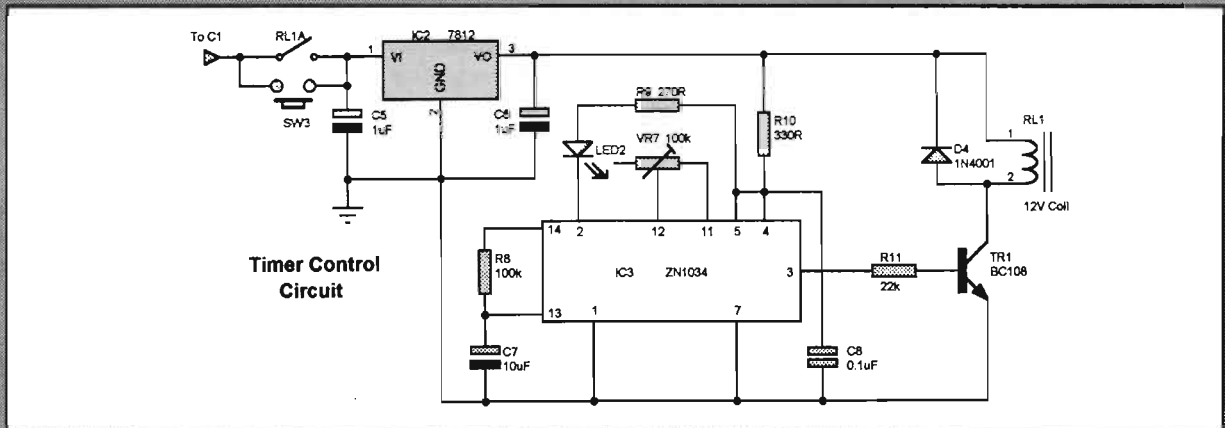 To C1
RL1A
SW3
1
IC2 7812
VI
VO
GND
3
2
C5
1uF
C6
1uF
R9 270R
VR7 100k
LED2
R10
330R
D4
1N4001
RL1
1
2
12V Coil
Timer Control
Circuit
R8
100k
14
2
12
11
5
4
IC3 ZN1034
3
13
1
7
R11
22k
TR1
BC108
C7
10uF
C8
0.1uF